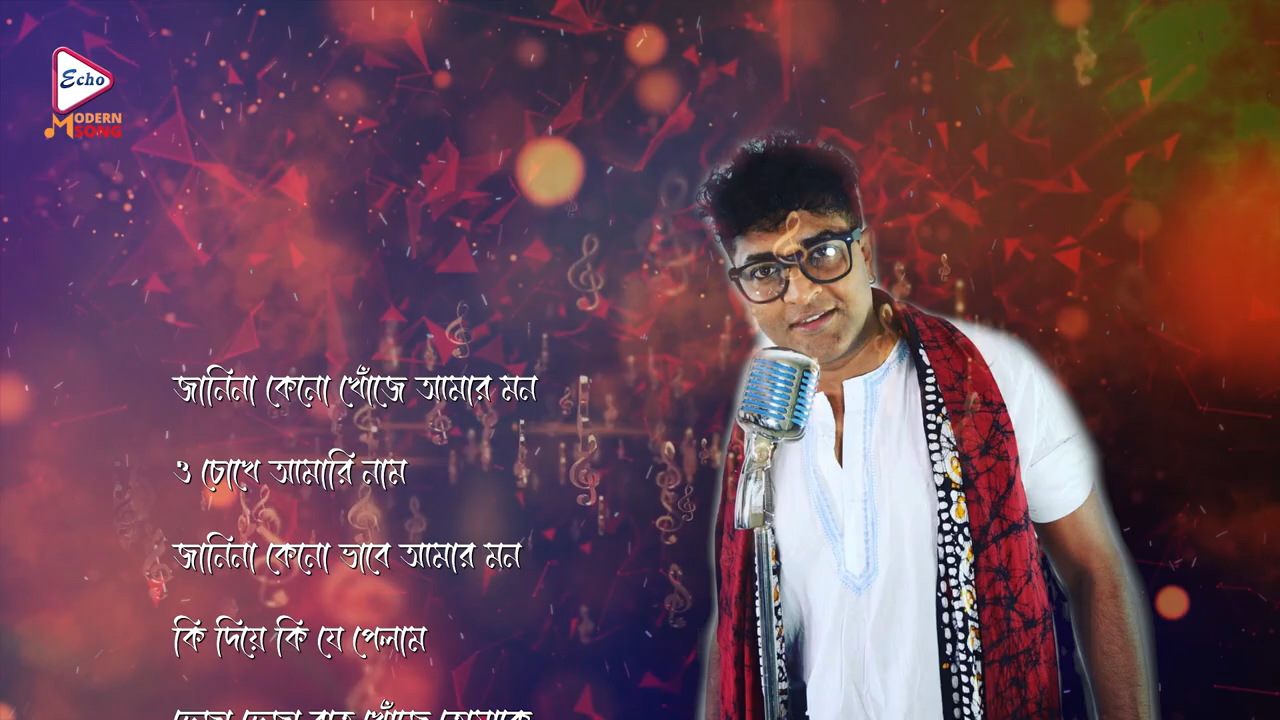 Echo
MODERN
SONG
জানিনা কেনো খোঁজে আমার মন
ও চোখে আমারি নাম
জানিনা কেনো ভাবে আমার মন
কি দিয়ে কি যে পেলাম
খোঁজে তোমাকে